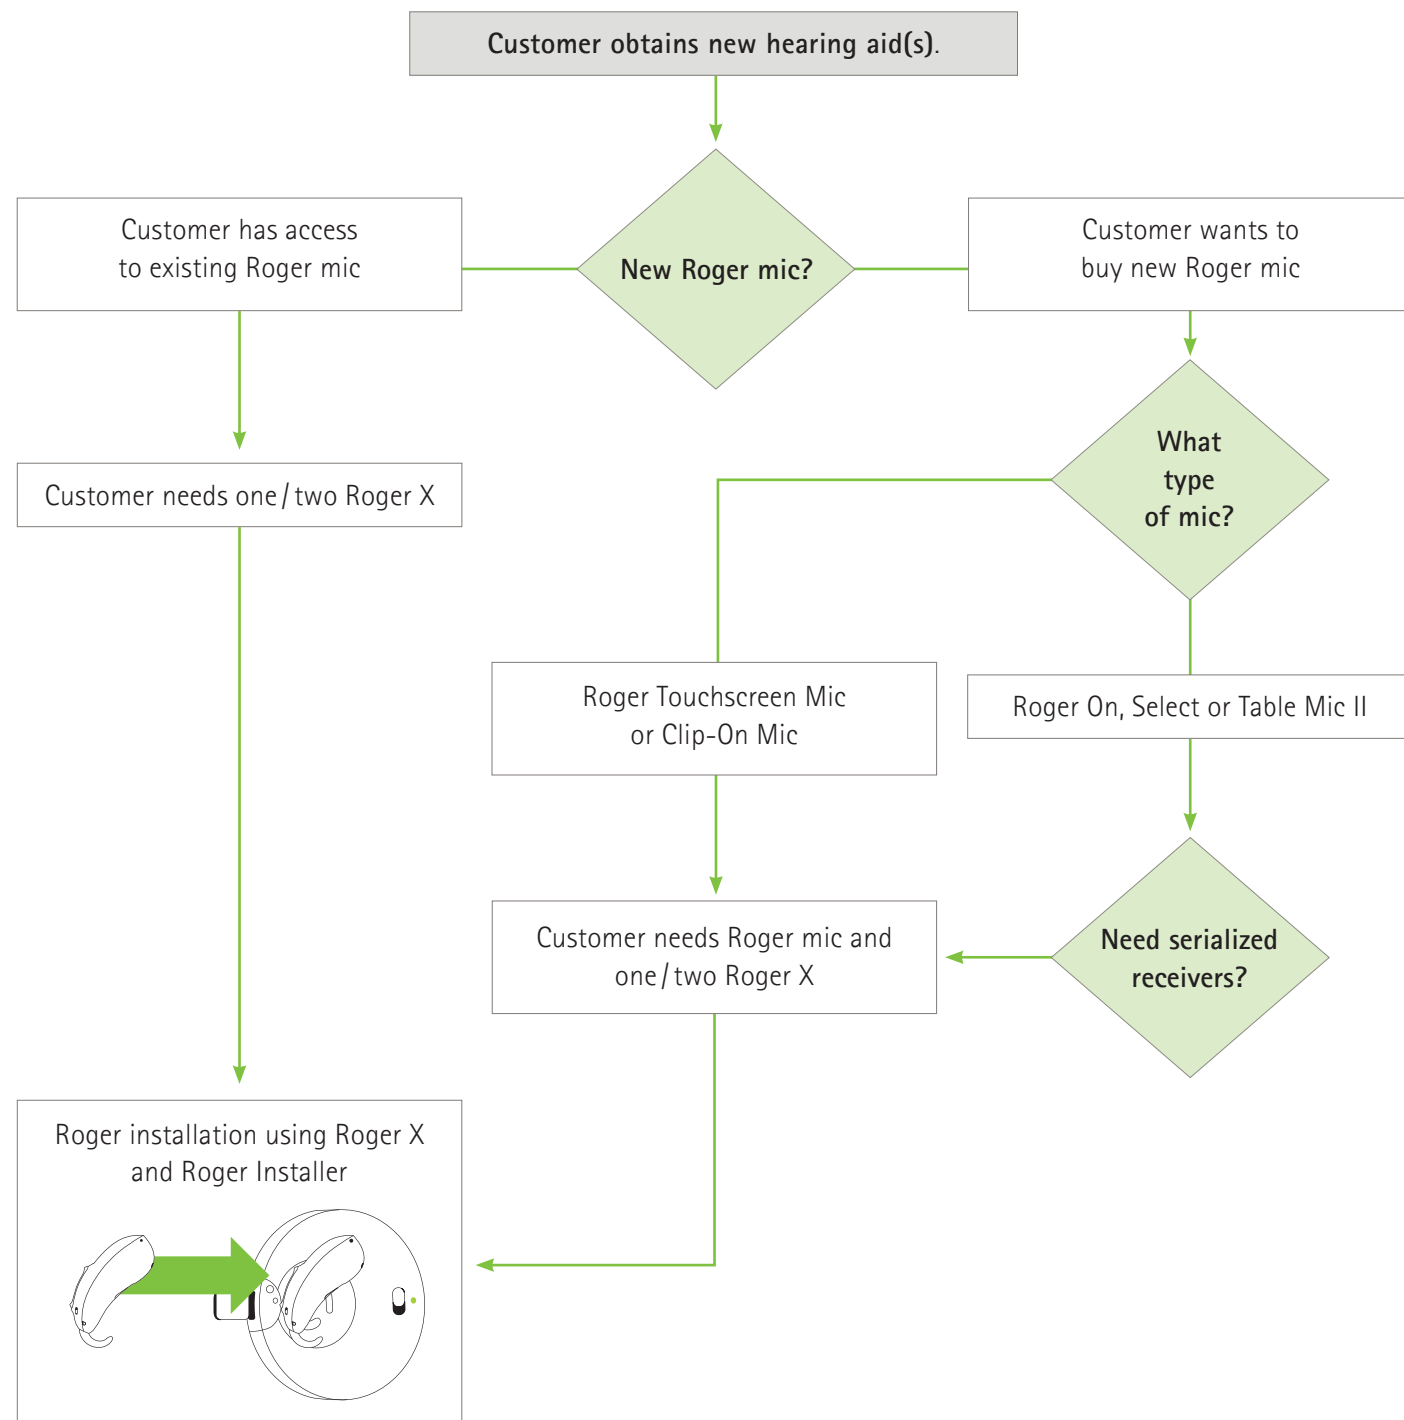 Customer obtains new hearing aid(s).
Customer has access
to existing Roger mic
New Roger mic?
Customer wants to
buy new Roger mic
What
type
of mic?
Customer needs one / two Roger X
Roger Touchscreen Mic
or Clip-On Mic
Roger On, Select or Table Mic II
Customer needs Roger mic and
one / two Roger X
Need serialized
receivers?
Roger installation using Roger X
and Roger Installer